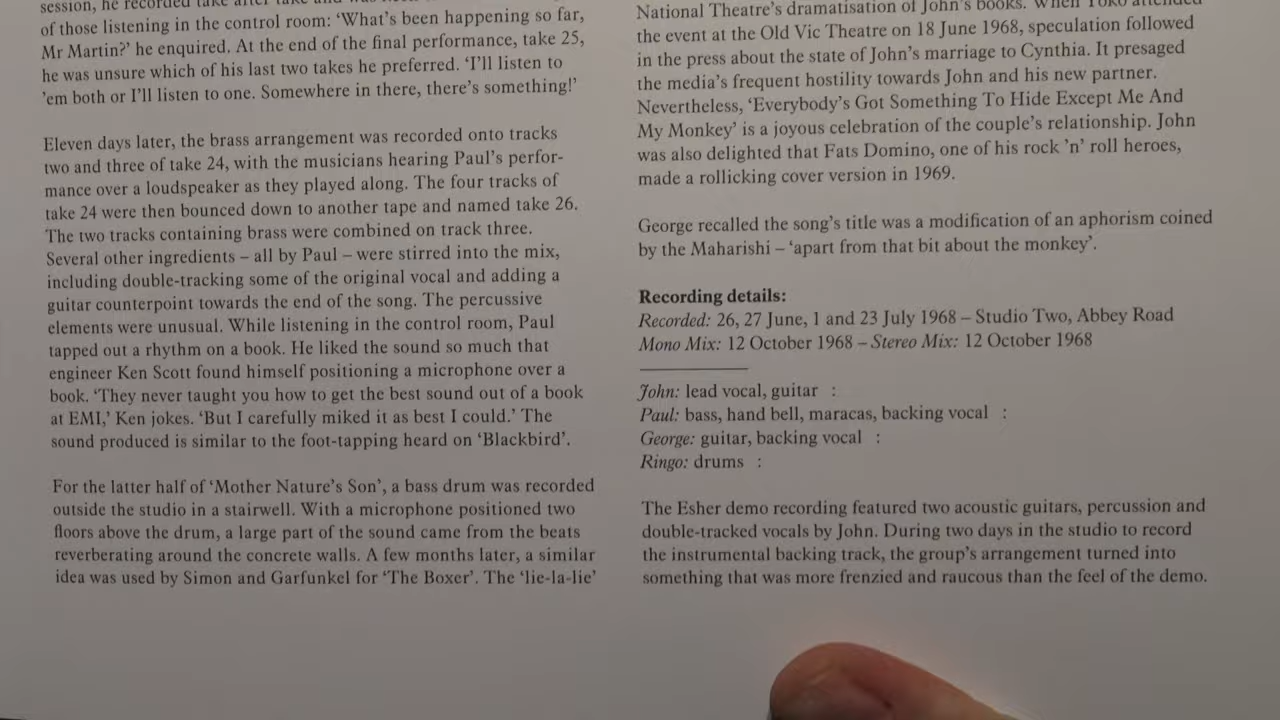 session, he recorded take after take and was
of those listening in the control room: ‘What’s been happening so far,
Mr Martin?’ he enquired. At the end of the final performance, take 25,
he was unsure which of his last two takes he preferred. ‘I’ll listen to
’em both or I’ll listen to one. Somewhere in there, there’s something!’
Eleven days later, the brass arrangement was recorded onto tracks
two and three of take 24, with the musicians hearing Paul’s perfor-
mance over a loudspeaker as they played along. The four tracks of
take 24 were then bounced down to another tape and named take 26.
The two tracks containing brass were combined on track three.
Several other ingredients – all by Paul – were stirred into the mix,
including double-tracking some of the original vocal and adding a
guitar counterpoint towards the end of the song. The percussive
elements were unusual. While listening in the control room, Paul
tapped out a rhythm on a book. He liked the sound so much that
engineer Ken Scott found himself positioning a microphone over a
book. ‘They never taught you how to get the best sound out of a book
at EMI,’ Ken jokes. ‘But I carefully miked it as best I could.’ The
sound produced is similar to the foot-tapping heard on ‘Blackbird’.
For the latter half of ‘Mother Nature’s Son’, a bass drum was recorded
outside the studio in a stairwell. With a microphone positioned two
floors above the drum, a large part of the sound came from the beats
reverberating around the concrete walls. A few months later, a similar
idea was used by Simon and Garfunkel for ‘The Boxer’. The ‘lie-la-lie’
National Theatre’s dramatisation of John’s books. When Yoko attended
the event at the Old Vic Theatre on 18 June 1968, speculation followed
in the press about the state of John’s marriage to Cynthia. It presaged
the media’s frequent hostility towards John and his new partner.
Nevertheless, ‘Everybody’s Got Something To Hide Except Me And
My Monkey’ is a joyous celebration of the couple’s relationship. John
was also delighted that Fats Domino, one of his rock ’n’ roll heroes,
made a rollicking cover version in 1969.
George recalled the song’s title was a modification of an aphorism coined
by the Maharishi – ‘apart from that bit about the monkey’.
Recording details:
Recorded: 26, 27 June, 1 and 23 July 1968 – Studio Two, Abbey Road
Mono Mix: 12 October 1968 – Stereo Mix: 12 October 1968
John: lead vocal, guitar :
Paul: bass, hand bell, maracas, backing vocal :
George: guitar, backing vocal :
Ringo: drums :
The Esher demo recording featured two acoustic guitars, percussion and
double-tracked vocals by John. During two days in the studio to record
the instrumental backing track, the group’s arrangement turned into
something that was more frenzied and raucous than the feel of the demo.